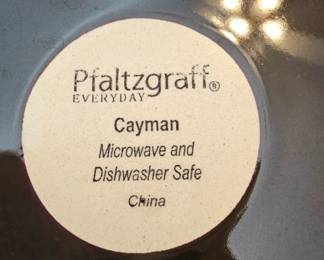 Pfaltzgraff®
EVERYDAY
Cayman
Microwave and
Dishwasher Safe
China